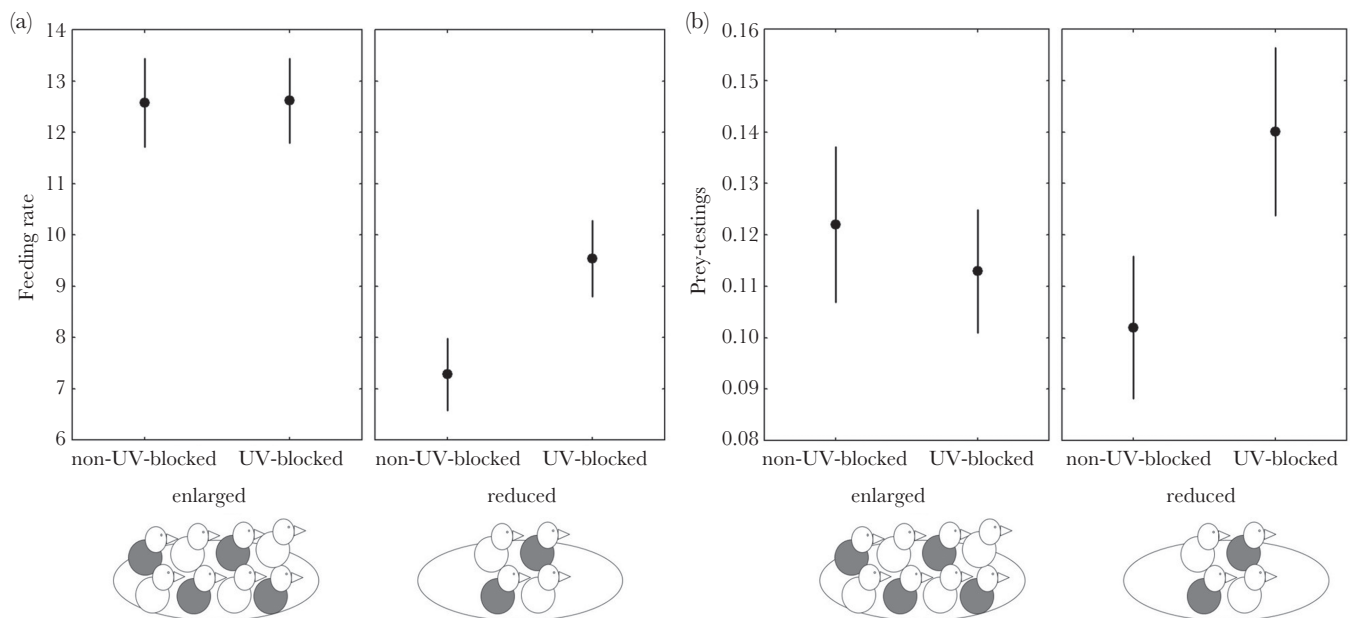 (a)
14
13
12
11
10
9
8
7
6
Feeding rate
non-UV-blocked UV-blocked non-UV-blocked UV-blocked
enlarged reduced
(b)
0.16
0.15
0.14
0.13
0.12
0.11
0.10
0.09
0.08
Prey-testings
non-UV-blocked UV-blocked non-UV-blocked UV-blocked
enlarged reduced